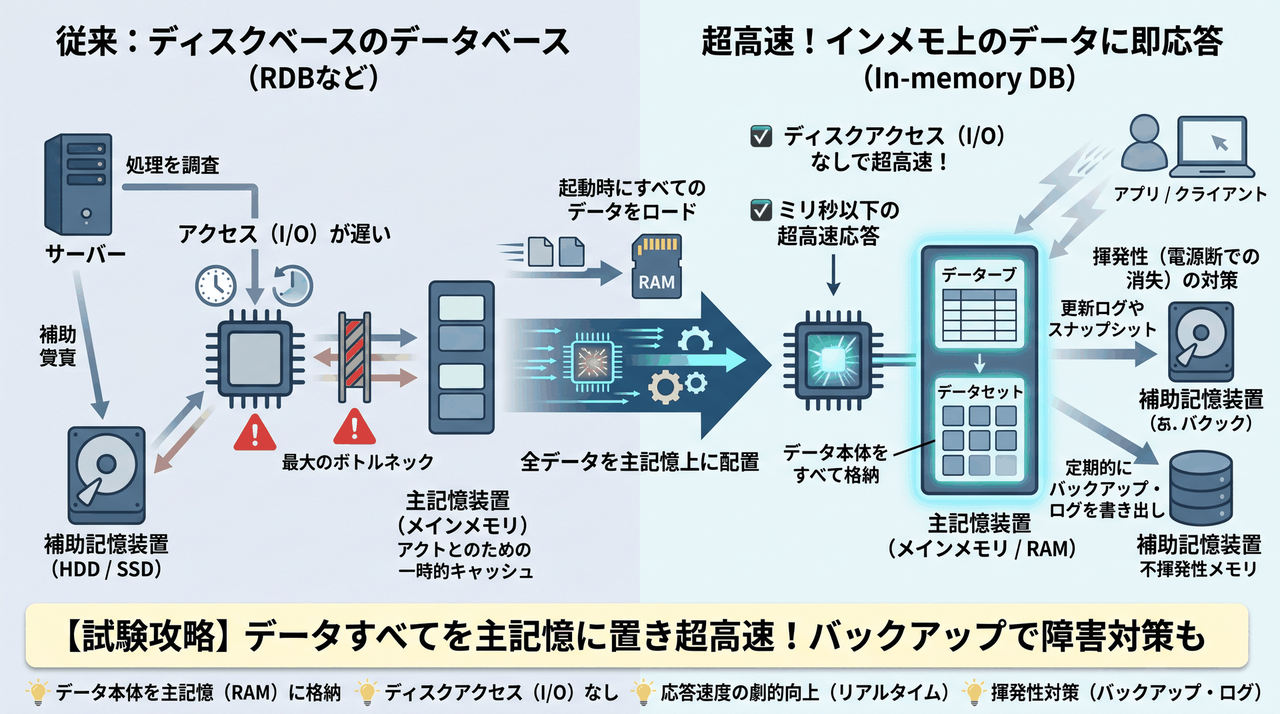 従来：ディスクベースのデータベース
（RDBなど）
処理を調査
アクセス（I/O）が遅い
サーバー
補助
最大のボトルネック
補助記憶装置
（HDD / SSD）
主記憶装置
（メインメモリ）
アクトとのための
一時的キャッシュ
起動時にすべての
データをロード
RAM
全データを主記憶上に配置
超高速！インメモ上のデータに即応答
（In-memory DB）
ディスクアクセス（I/O）
なしで超高速！
ミリ秒以下の
超高速応答
アプリ / クライアント
データーブ
データセット
データ本体を
すべて格納
主記憶装置
（メインメモリ / RAM）
揮発性（電源断での
消失）の対策
更新ログや
スナップシット
補助記憶装置
（あ. バクック）
定期的に
バックアップ・
ログを書き出し
補助記憶装置
不揮発性メモリ
【試験攻略】データすべてを主記憶に置き超高速！バックアップで障害対策も
データ本体を主記憶（RAM）に格納
ディスクアクセス（I/O）なし
応答速度の劇的向上（リアルタイム）
揮発性対策（バックアップ・ログ）